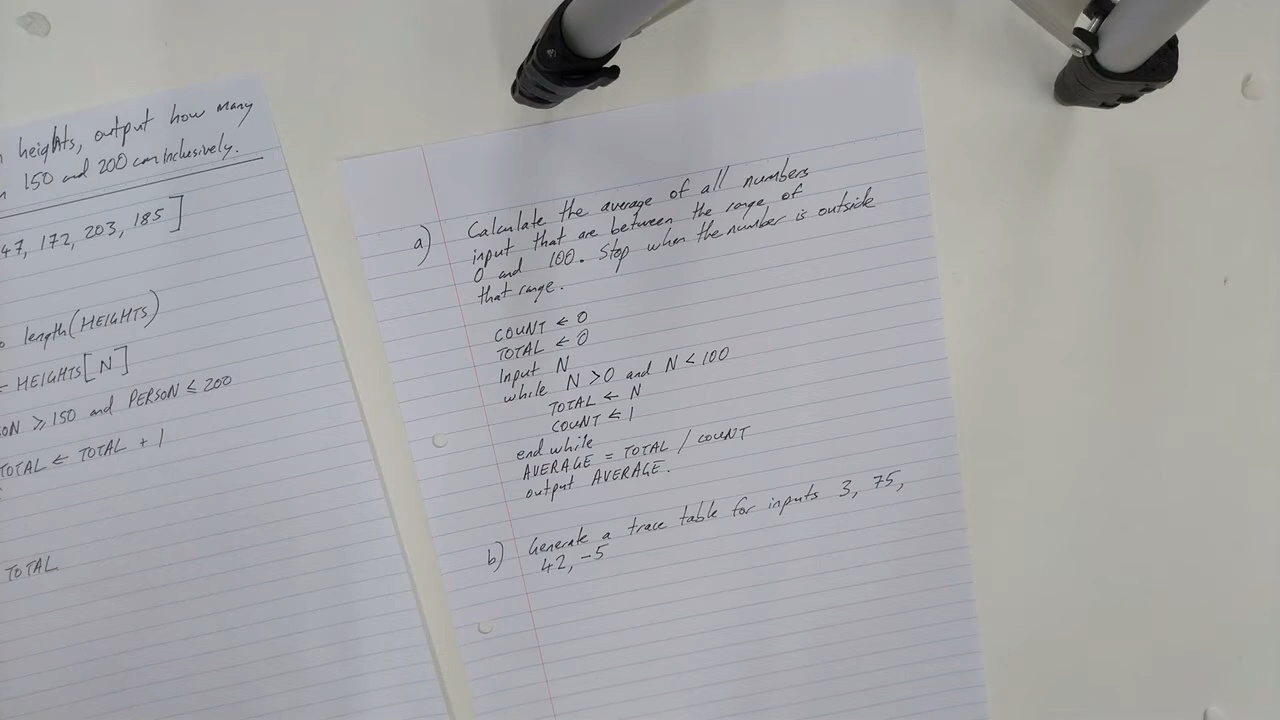 heights, output how many
150 and 200cm inclusively.
47, 172, 203, 185]
length(HEIGHTS)
← HEIGHTS[N]
ON ≥ 150 and PERSON ≤ 200
TOTAL ← TOTAL + 1
TOTAL
a) Calculate the average of all numbers
input that are between the range of
0 and 100. Stop when the number is outside
that range.
COUNT ← 0
TOTAL ← 0
Input N
while N > 0 and N < 100
TOTAL ← N
COUNT ← 1
end while
AVERAGE = TOTAL / COUNT
output AVERAGE.
b) Generate a trace table for inputs 3, 75,
42, -5